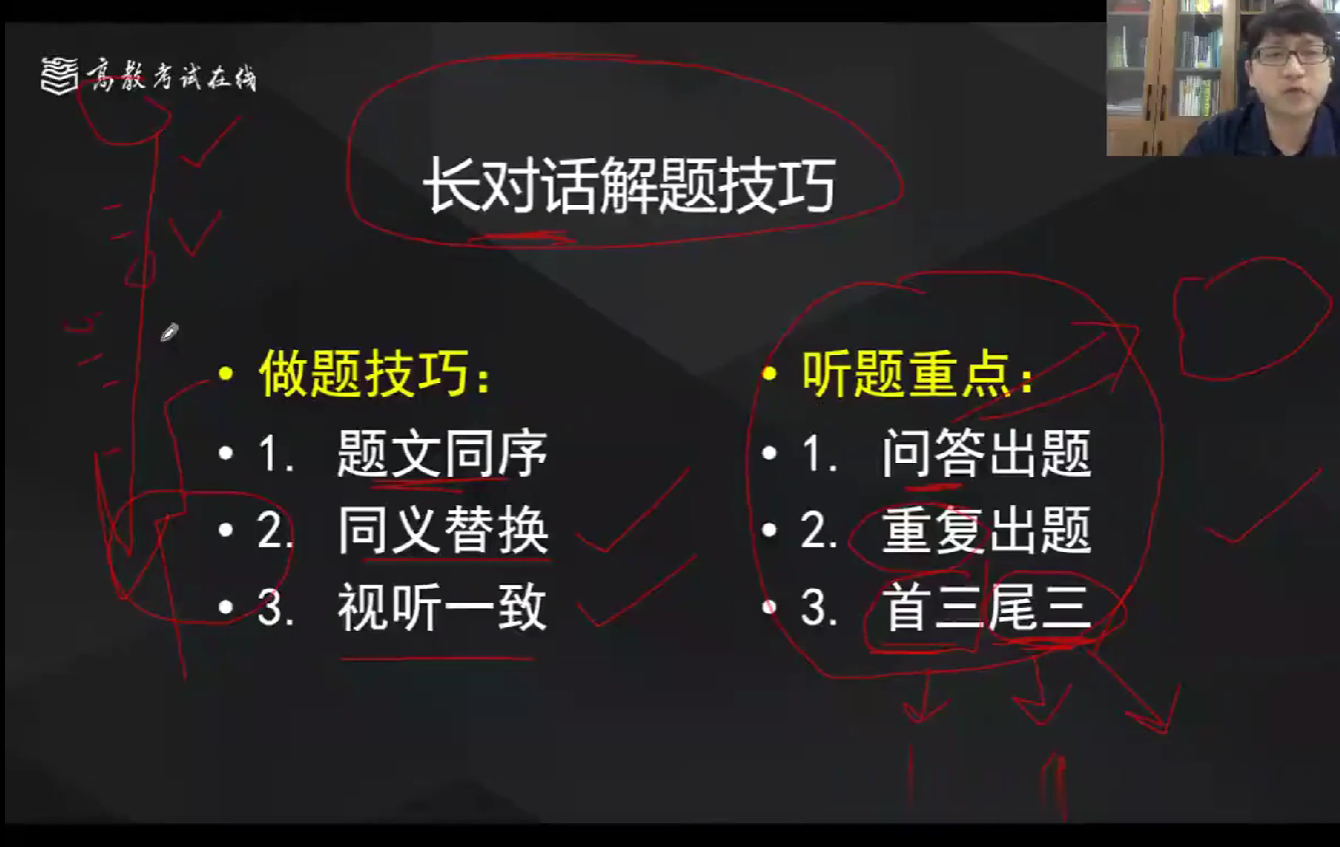 高教考试在线
长对话解题技巧
• 做题技巧:
• 1. 题文同序
• 2. 同义替换
• 3. 视听一致
• 听题重点:
• 1. 问答出题
• 2. 重复出题
• 3. 首三尾三